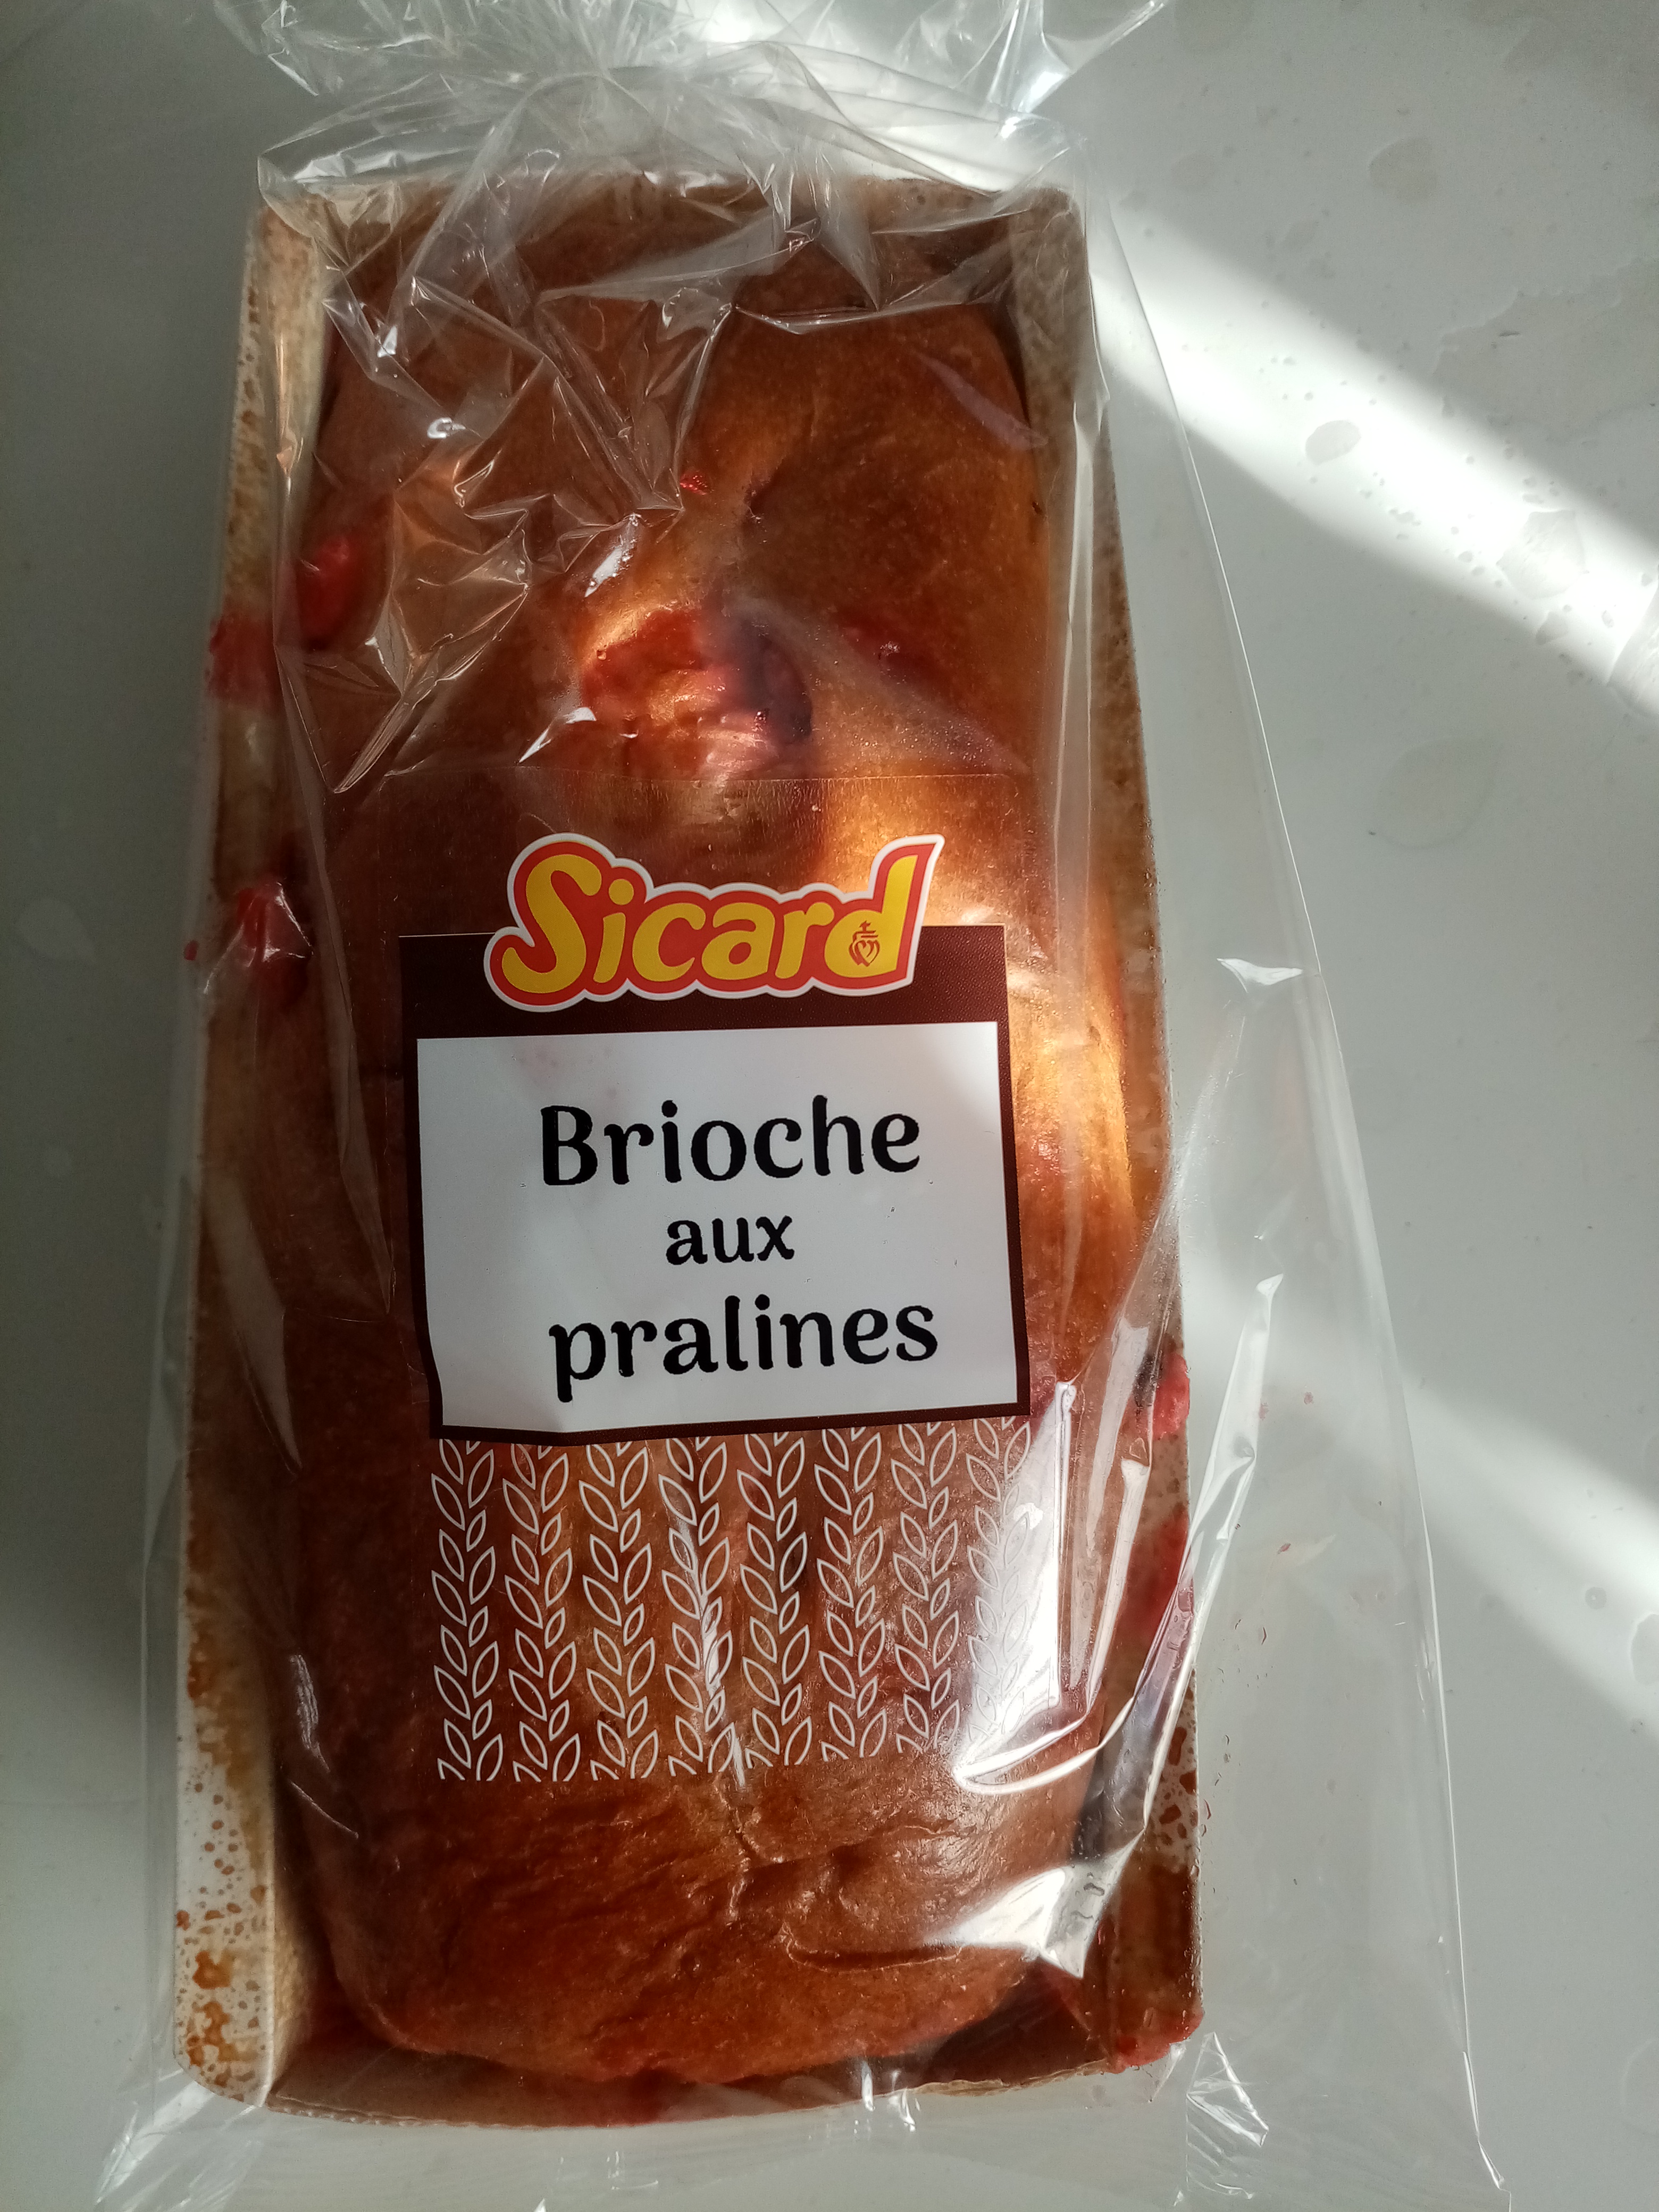 Sicard
Brioche
aux
pralines